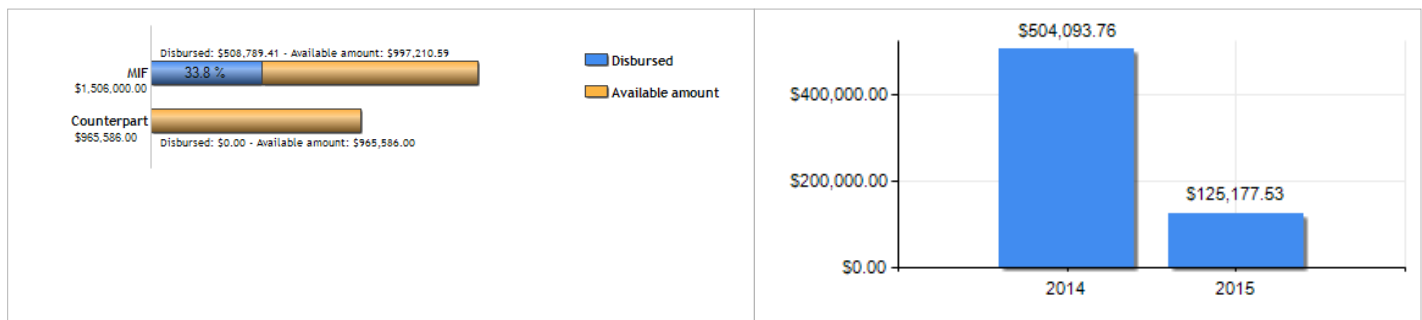 Disbursed: $508,789.41 - Available amount: $997,210.59
MIF
33.8 %
$1,506,000.00
Counterpart
$965,586.00
Disbursed: $0.00 - Available amount: $965,586.00
Disbursed
Available amount
$504,093.76
$400,000.00
$200,000.00
$125,177.53
$0.00
2014
2015